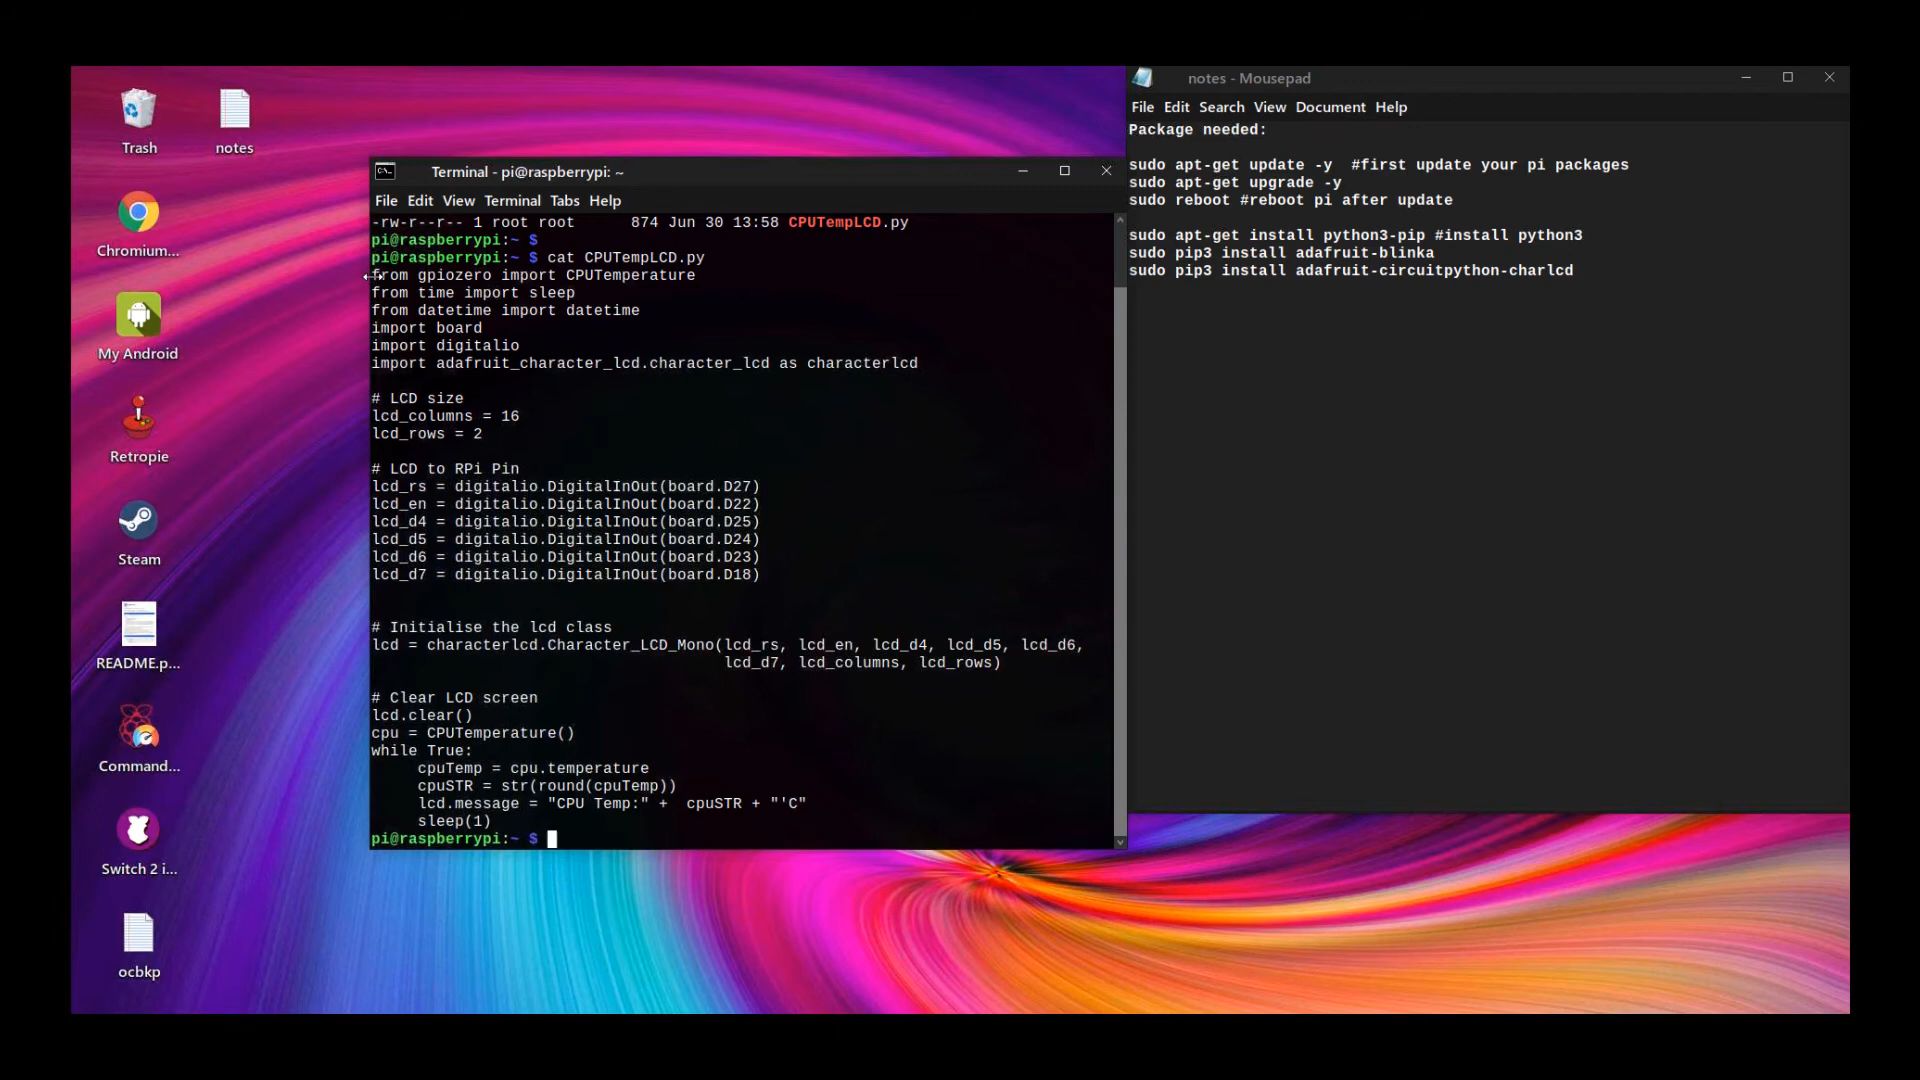 Trash
notes
Chromium...
My Android
Retropie
Steam
README.p...
Command...
Switch 2 i...
ocbkp
Terminal - pi@raspberrypi: ~
File Edit View Terminal Tabs Help
-rw-r--r-- 1 root root      874 Jun 30 13:58 CPUTempLCD.py
pi@raspberrypi:~ $
pi@raspberrypi:~ $ cat CPUTempLCD.py
from gpiozero import CPUTemperature
from time import sleep
from datetime import datetime
import board
import digitalio
import adafruit_character_lcd.character_lcd as characterlcd
# LCD size
lcd_columns = 16
lcd_rows = 2
# LCD to RPi Pin
lcd_rs = digitalio.DigitalInOut(board.D27)
lcd_en = digitalio.DigitalInOut(board.D22)
lcd_d4 = digitalio.DigitalInOut(board.D25)
lcd_d5 = digitalio.DigitalInOut(board.D24)
lcd_d6 = digitalio.DigitalInOut(board.D23)
lcd_d7 = digitalio.DigitalInOut(board.D18)
# Initialise the lcd class
lcd = characterlcd.Character_LCD_Mono(lcd_rs, lcd_en, lcd_d4, lcd_d5, lcd_d6,
                                      lcd_d7, lcd_columns, lcd_rows)
# Clear LCD screen
lcd.clear()
cpu = CPUTemperature()
while True:
     cpuTemp = cpu.temperature
     cpuSTR = str(round(cpuTemp))
     lcd.message = "CPU Temp:" +  cpuSTR + "'C"
     sleep(1)
pi@raspberrypi:~ $
notes - Mousepad
File Edit Search View Document Help
Package needed:
sudo apt-get update -y  #first update your pi packages
sudo apt-get upgrade -y
sudo reboot #reboot pi after update
sudo apt-get install python3-pip #install python3
sudo pip3 install adafruit-blinka
sudo pip3 install adafruit-circuitpython-charlcd